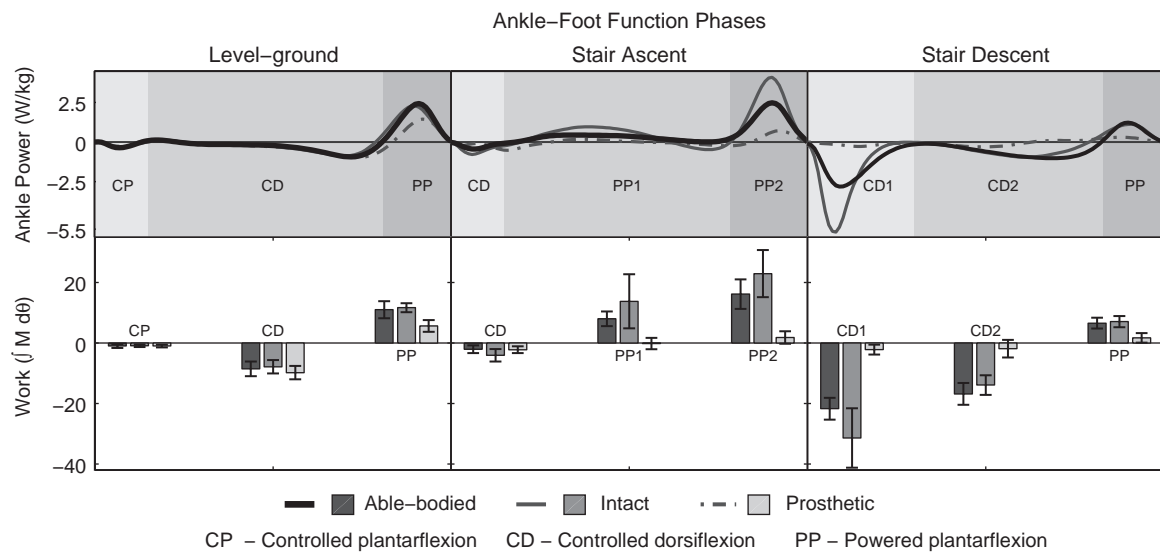 Ankle−Foot Function Phases
Level−ground Stair Ascent Stair Descent
Ankle Power (W/kg)
2.5
0
−2.5
−5.5
CP CD PP CD PP1 PP2 CD1 CD2 PP
Work (∫ M dθ)
20
0
−20
−40
CP CD PP CD PP1 PP2 CD1 CD2 PP
Able−bodied Intact Prosthetic
CP − Controlled plantarflexion CD − Controlled dorsiflexion PP − Powered plantarflexion